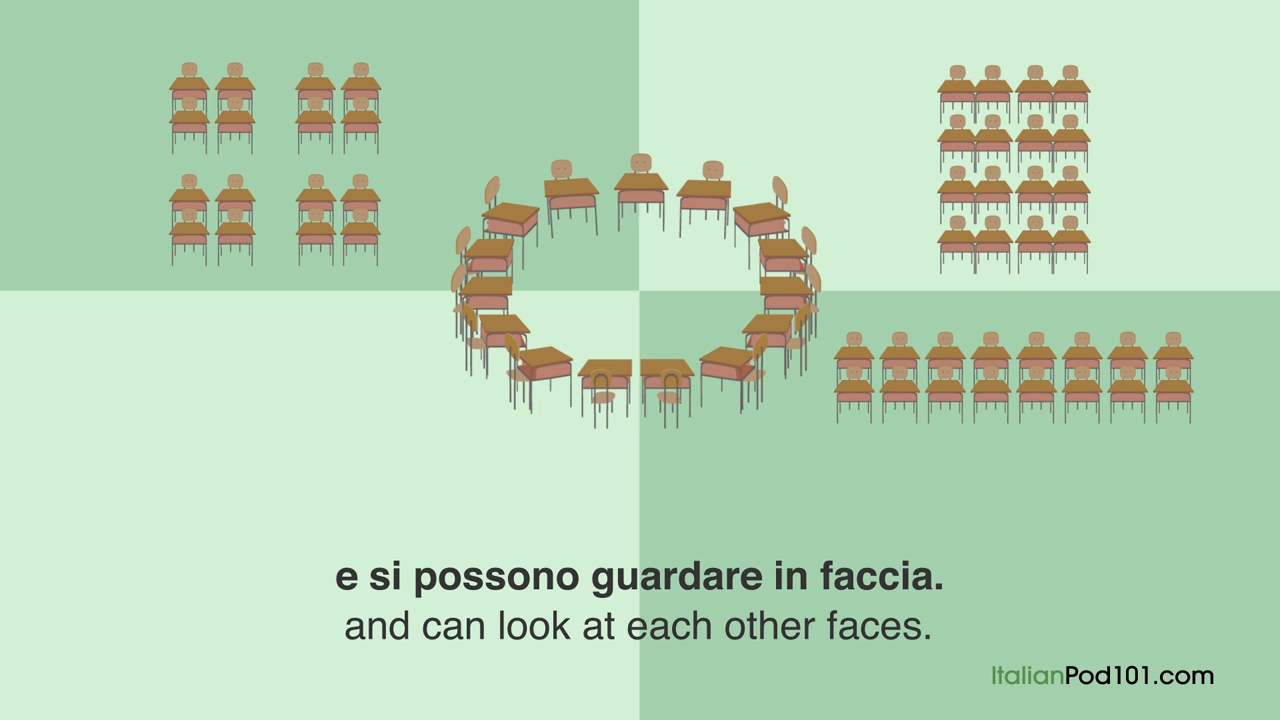 e si possono guardare in faccia.
and can look at each other faces.
ItalianPod101.com